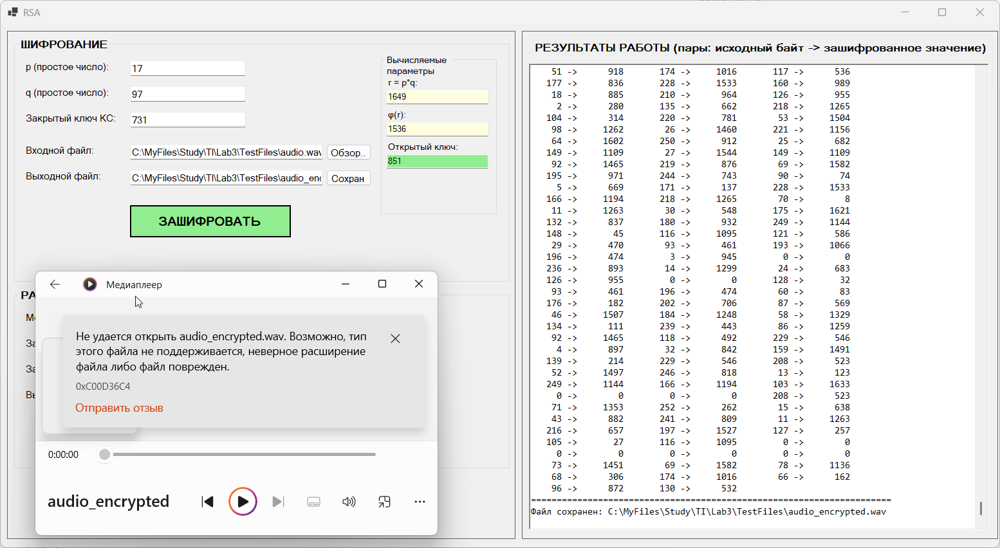 RSA
ШИФРОВАНИЕ
p (простое число): 17
q (простое число): 97
Закрытый ключ КС: 731
Входной файл: C:\MyFiles\Study\TI\Lab3\TestFiles\audio.wav Обзор..
Выходной файл: C:\MyFiles\Study\TI\Lab3\TestFiles\audio_enc Сохран
ЗАШИФРОВАТЬ
Вычисляемые
параметры
r = p*q:
1649
φ(r):
1536
Открытый ключ:
851
РА
Мо
За
За
Вы
Медиаплеер
Не удается открыть audio_encrypted.wav. Возможно, тип
этого файла не поддерживается, неверное расширение
файла либо файл поврежден.
0xC00D36C4
Отправить отзыв
0:00:00
audio_encrypted
РЕЗУЛЬТАТЫ РАБОТЫ (пары: исходный байт -> зашифрованное значение)
51 -> 918 174 -> 1016 117 -> 536
177 -> 836 228 -> 1533 160 -> 989
18 -> 885 210 -> 964 126 -> 955
2 -> 280 135 -> 662 218 -> 1265
104 -> 314 220 -> 781 53 -> 1504
98 -> 1262 26 -> 1460 221 -> 1156
64 -> 1602 250 -> 912 25 -> 682
149 -> 1109 27 -> 1544 149 -> 1109
92 -> 1465 219 -> 876 69 -> 1582
195 -> 971 244 -> 743 90 -> 74
5 -> 669 171 -> 137 228 -> 1533
166 -> 1194 218 -> 1265 70 -> 8
11 -> 1263 30 -> 548 175 -> 1621
132 -> 837 180 -> 932 249 -> 1144
148 -> 45 116 -> 1095 121 -> 586
29 -> 470 93 -> 461 193 -> 1066
196 -> 474 3 -> 945 0 -> 0
236 -> 893 14 -> 1299 24 -> 683
126 -> 955 0 -> 0 128 -> 32
93 -> 461 196 -> 474 60 -> 83
176 -> 182 202 -> 706 87 -> 569
46 -> 1507 184 -> 1248 58 -> 1329
134 -> 111 239 -> 443 86 -> 1259
92 -> 1465 118 -> 492 229 -> 546
4 -> 897 32 -> 842 159 -> 1491
139 -> 214 229 -> 546 208 -> 523
52 -> 1497 246 -> 818 13 -> 123
249 -> 1144 166 -> 1194 103 -> 1633
0 -> 0 0 -> 0 208 -> 523
71 -> 1353 252 -> 262 15 -> 638
43 -> 882 241 -> 809 11 -> 1263
216 -> 657 197 -> 1527 127 -> 257
105 -> 27 116 -> 1095 0 -> 0
0 -> 0 0 -> 0 0 -> 0
73 -> 1451 69 -> 1582 78 -> 1136
68 -> 306 174 -> 1016 66 -> 162
96 -> 872 130 -> 532
======================================================================
Файл сохранен: C:\MyFiles\Study\TI\Lab3\TestFiles\audio_encrypted.wav